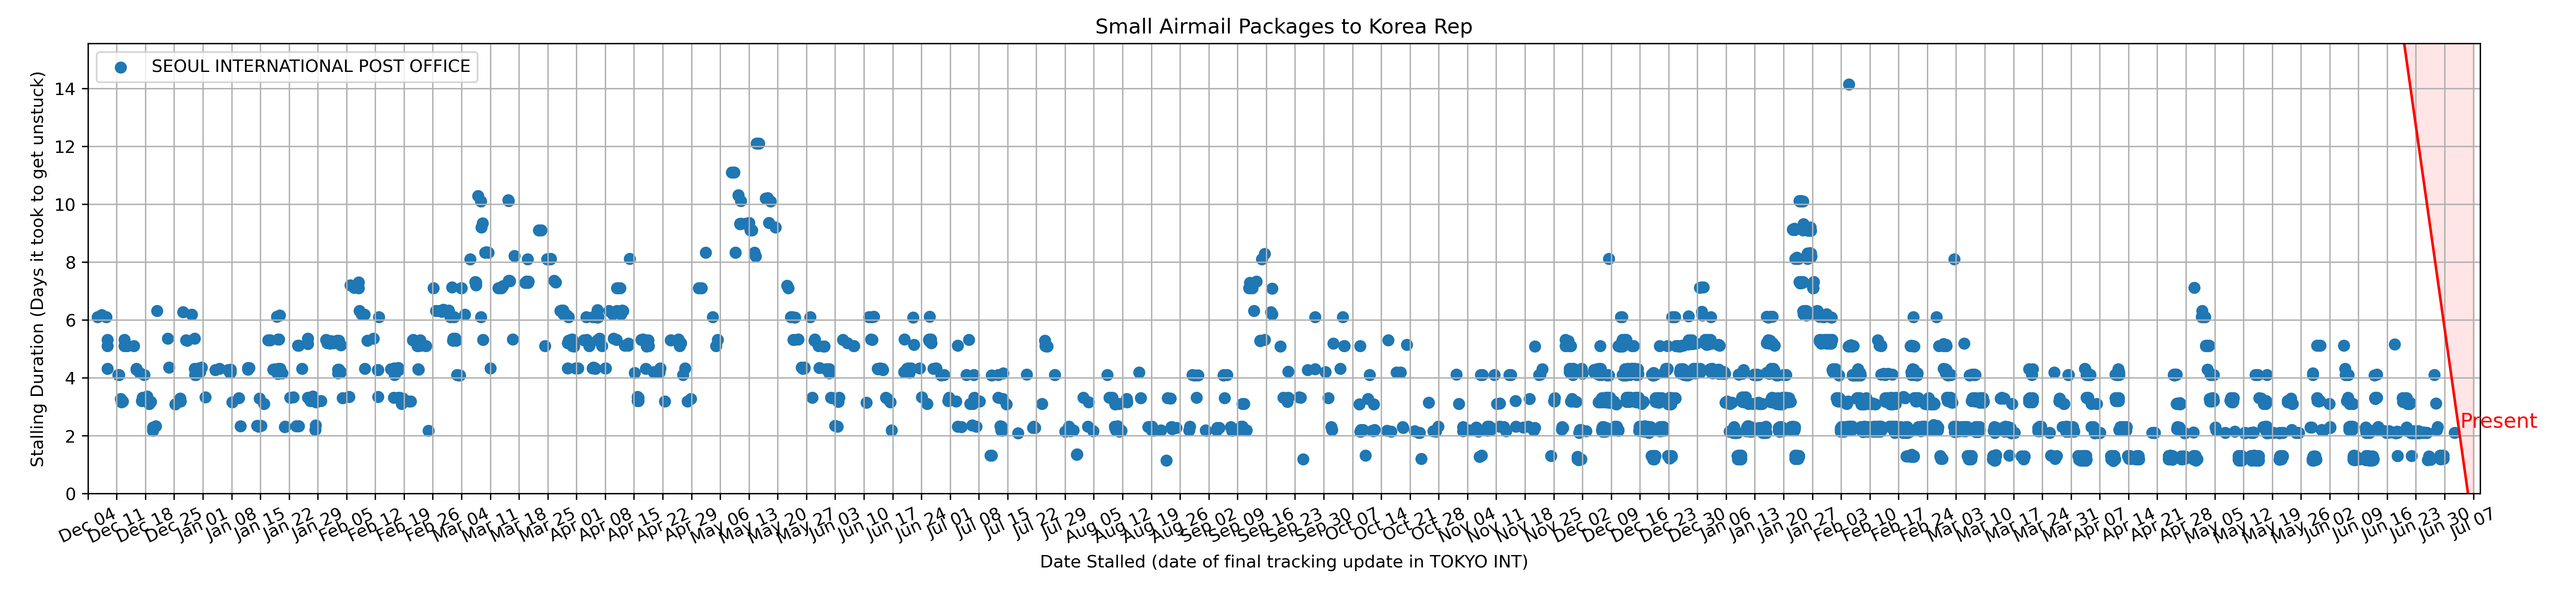 Small Airmail Packages to Korea Rep
SEOUL INTERNATIONAL POST OFFICE
Stalling Duration (Days it took to get unstuck)
14
12
10
8
6
4
2
0
Present
Dec 04 Dec 11 Dec 18 Dec 25 Jan 01 Jan 08 Jan 15 Jan 22 Jan 29 Feb 05 Feb 12 Feb 19 Feb 26 Mar 04 Mar 11 Mar 18 Mar 25 Apr 01 Apr 08 Apr 15 Apr 22 Apr 29 May 06 May 13 May 20 May 27 Jun 03 Jun 10 Jun 17 Jun 24 Jul 01 Jul 08 Jul 15 Jul 22 Jul 29 Aug 05 Aug 12 Aug 19 Aug 26 Sep 02 Sep 09 Sep 16 Sep 23 Sep 30 Oct 07 Oct 14 Oct 21 Oct 28 Nov 04 Nov 11 Nov 18 Nov 25 Dec 02 Dec 09 Dec 16 Dec 23 Dec 30 Jan 06 Jan 13 Jan 20 Jan 27 Feb 03 Feb 10 Feb 17 Feb 24 Mar 03 Mar 10 Mar 17 Mar 24 Mar 31 Apr 07 Apr 14 Apr 21 Apr 28 May 05 May 12 May 19 May 26 Jun 02 Jun 09 Jun 16 Jun 23 Jun 30 Jul 07
Date Stalled (date of final tracking update in TOKYO INT)